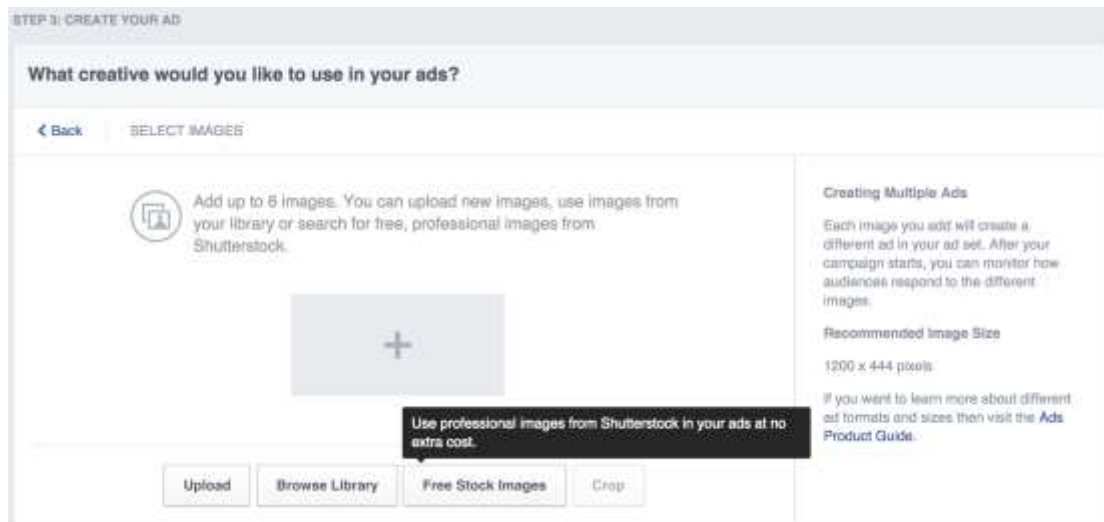 STEP 3: CREATE YOUR AD
What creative would you like to use in your ads?
Back
SELECT IMAGES
Add up to 6 images. You can upload new images, use images from
your library or search for free, professional images from
Shutterstock.
Creating Multiple Ads
Each image you add will create a
different ad in your ad set. After your
campaign starts, you can monitor how
audiences respond to the different
images.
Recommended Image Size
1200 x 444 pixels
If you want to learn more about different
ad formats and sizes then visit the Ads
Product Guide.
Use professional images from Shutterstock in your ads at no
extra cost.
Upload
Browse Library
Free Stock Images
Crop